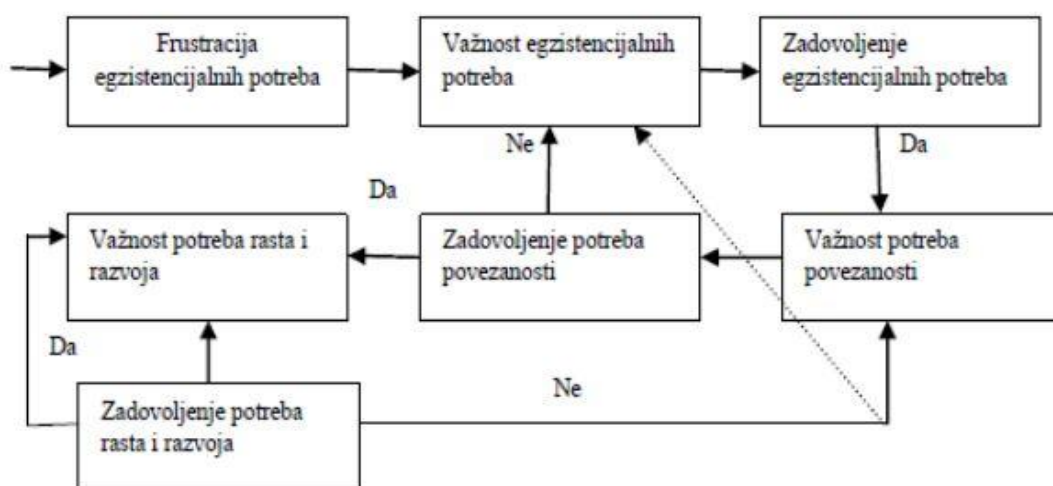 Frustracija
egzistencijalnih potreba
Važnost egzistencijalnih
potreba
Zadovoljenje
egzistencijalnih potreba
Ne
Da
Da
Važnost potreba rasta i
razvoja
Zadovoljenje potreba
povezanosti
Važnost potreba
povezanosti
Da
Ne
Zadovoljenje potreba
rasta i razvoja